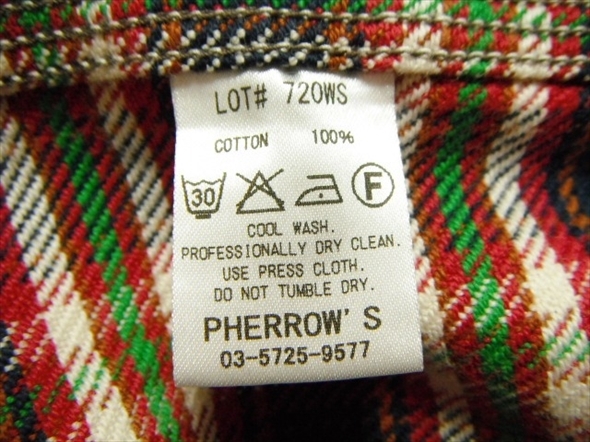 LOT# 720WS
COTTON 100%
30 F
COOL WASH.
PROFESSIONALLY DRY CLEAN.
USE PRESS CLOTH.
DO NOT TUMBLE DRY.
PHERROW'S
03-5725-9577